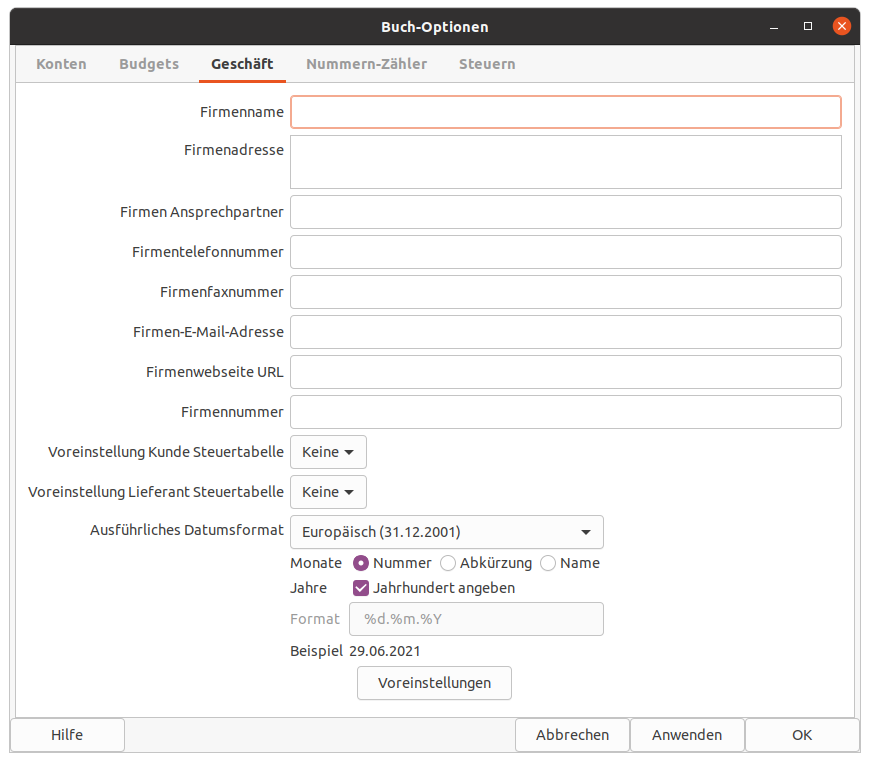 Buch-Optionen
Konten Budgets Geschäft Nummern-Zähler Steuern
Firmenname
Firmenadresse
Firmen Ansprechpartner
Firmentelefonnummer
Firmenfaxnummer
Firmen-E-Mail-Adresse
Firmenwebseite URL
Firmennummer
Voreinstellung Kunde Steuertabelle Keine
Voreinstellung Lieferant Steuertabelle Keine
Ausführliches Datumsformat Europäisch (31.12.2001)
Monate Nummer Abkürzung Name
Jahre Jahrhundert angeben
Format %d.%m.%Y
Beispiel 29.06.2021
Voreinstellungen
Hilfe Abbrechen Anwenden OK